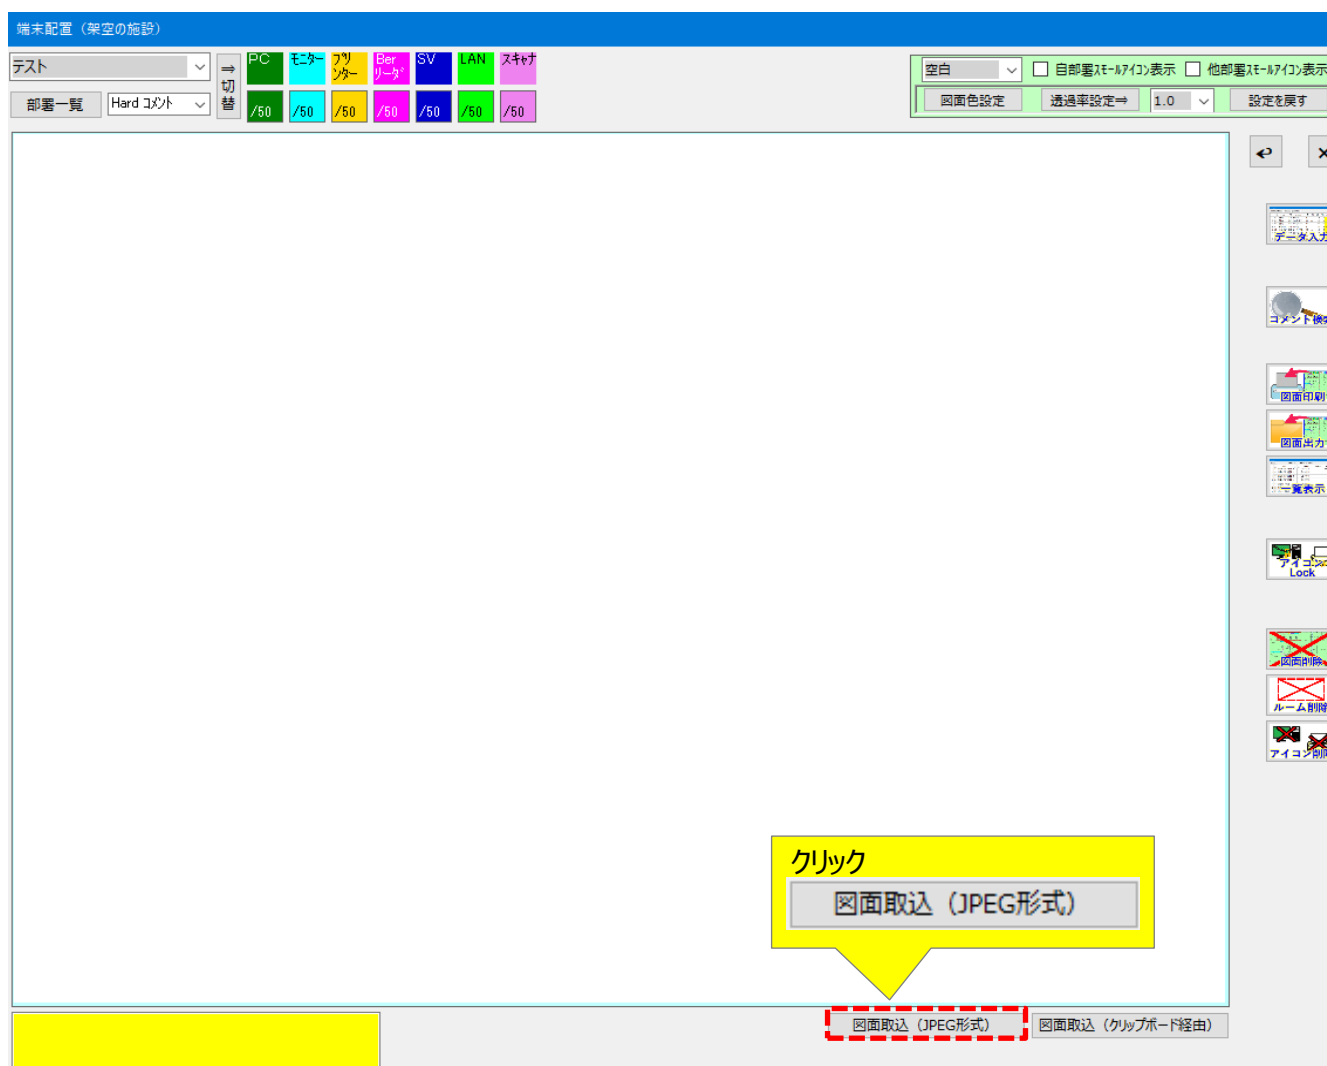 端末配置（架空の施設）
テスト
⇒
切
替
部署一覧
Hard ｺﾒﾝﾄ
PC
ﾓﾆﾀｰ
ﾌﾟﾘ
ﾝﾀｰ
Ber
ﾘｰﾀﾞ
SV
LAN
ｽｷｬﾅ
/50
/50
/50
/50
/50
/50
/50
空白
自部署ｽﾓｰﾙｱｲｺﾝ表示
他部署ｽﾓｰﾙｱｲｺﾝ表示
図面色設定
透過率設定⇒
1.0
設定を戻す
データ入力
コメント検索
図面印刷
図面出力
一覧表示
アイコン
Lock
図面削除
ルーム削除
アイコン削除
クリック
図面取込（JPEG形式）
図面取込（JPEG形式）
図面取込（クリップボード経由）